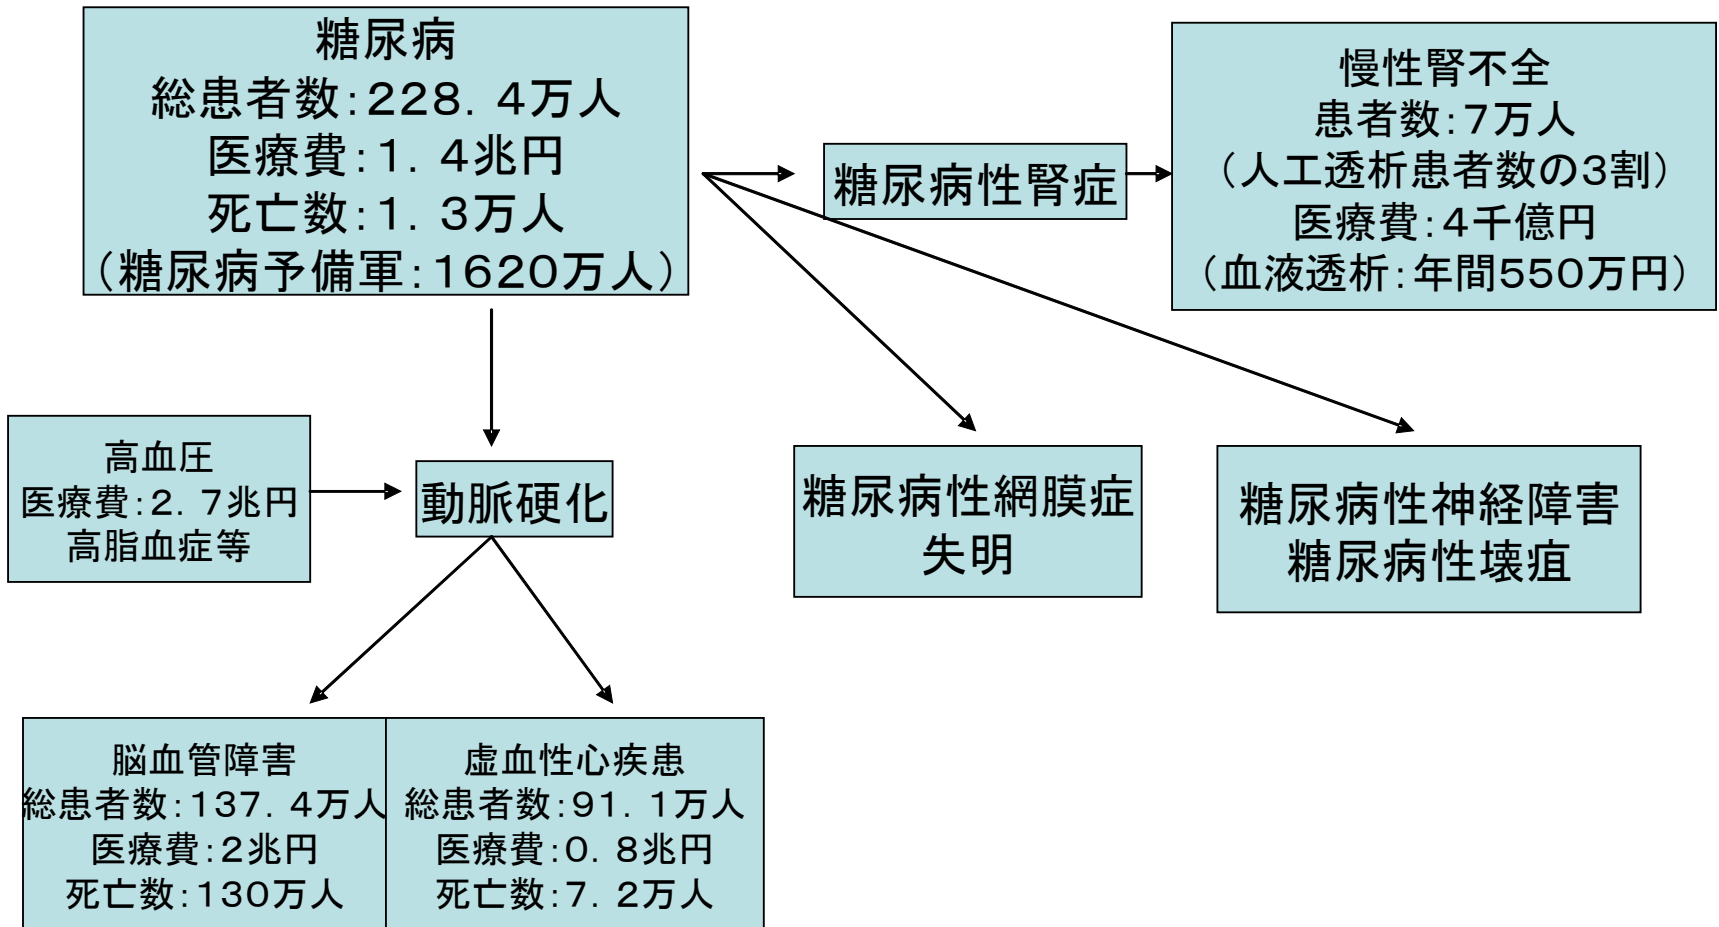 糖尿病
総患者数：２２８．４万人
医療費：１．４兆円
死亡数：１．３万人
（糖尿病予備軍：１６２０万人）
慢性腎不全
患者数：７万人
（人工透析患者数の３割）
医療費：４千億円
（血液透析：年間５５０万円）
糖尿病性腎症
高血圧
医療費：２．７兆円
高脂血症等
動脈硬化
糖尿病性網膜症
失明
糖尿病性神経障害
糖尿病性壊疽
脳血管障害
総患者数：１３７．４万人
医療費：２兆円
死亡数：１３０万人
虚血性心疾患
総患者数：９１．１万人
医療費：０．８兆円
死亡数：７．２万人